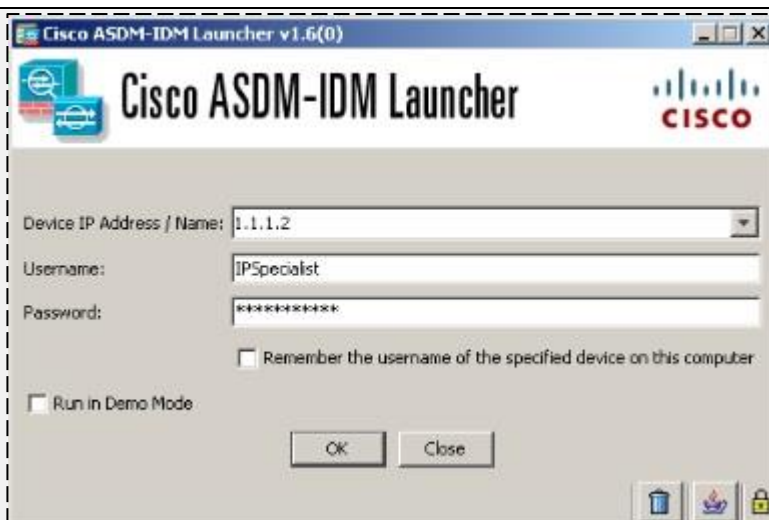 Cisco ASDM-IDM Launcher v1.6(0)
Cisco ASDM-IDM Launcher
CISCO
Device IP Address / Name: 1.1.1.2
Username: IPSpecialist
Password: ***********
Remember the username of the specified device on this computer
Run in Demo Mode
OK Close